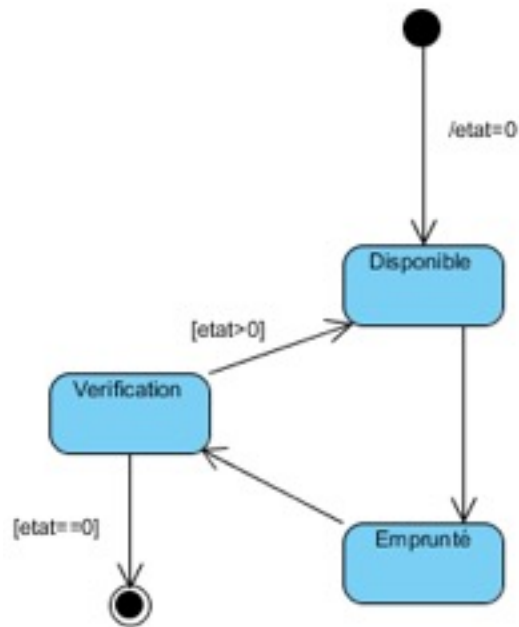 /etat=0
Disponible
[etat>0]
Verification
[etat==0]
Emprunté